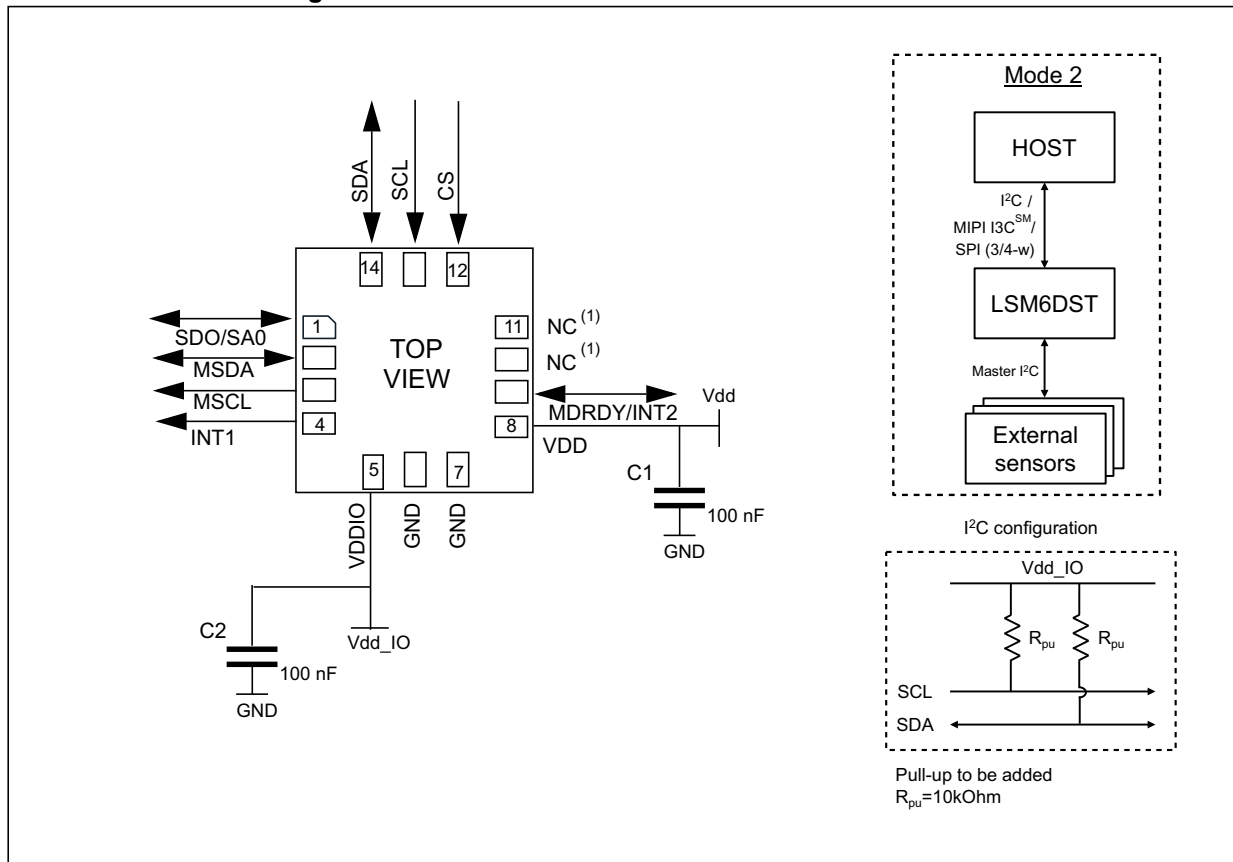 SDA
SCL
CS
14
12
1
SDO/SA0
MSDA
MSCL
4
INT1
TOP
VIEW
11
NC (1)
NC (1)
MDRDY/INT2
8
VDD
Vdd
5
7
VDDIO
GND
GND
C1
100 nF
GND
C2
100 nF
GND
Vdd_IO
Mode 2
HOST
I²C /
MIPI I3C SM/
SPI (3/4-w)
LSM6DST
Master I²C
External
sensors
I²C configuration
Vdd_IO
Rpu
Rpu
SCL
SDA
Pull-up to be added
Rpu=10kOhm